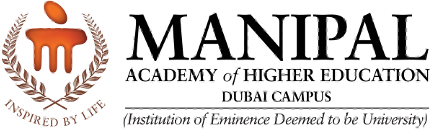 INSPIRED BY LIFE
MANIPAL
ACADEMY of HIGHER EDUCATION
DUBAI CAMPUS
(Institution of Eminence Deemed to be University)